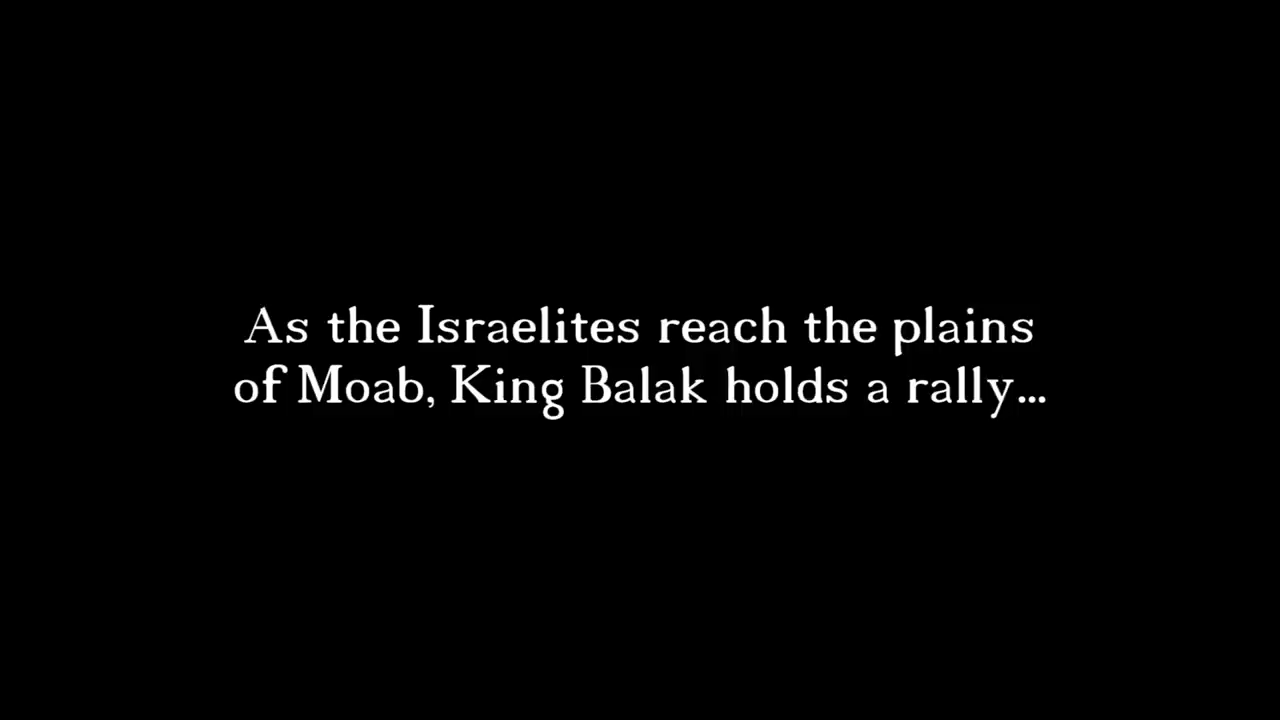 As the Israelites reach the plains
of Moab, King Balak holds a rally...